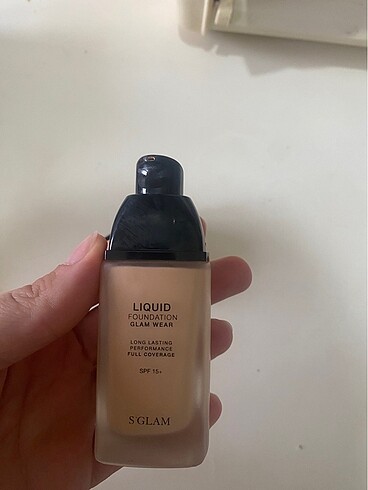 LIQUID
FOUNDATION
GLAM WEAR
LONG LASTING
PERFORMANCE
FULL COVERAGE
SPF 15+
S'GLAM